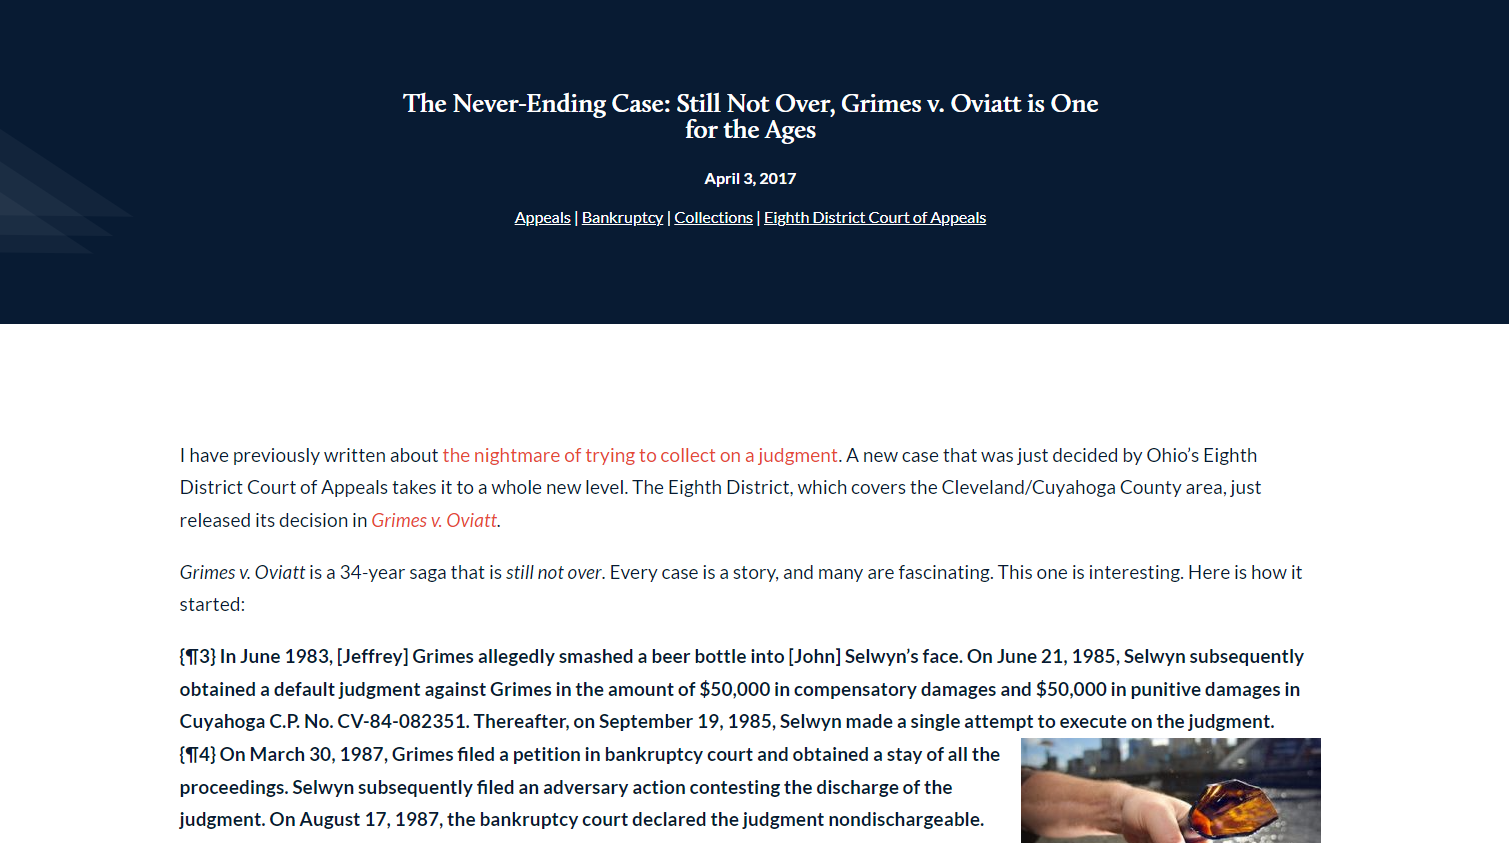 The Never-Ending Case: Still Not Over, Grimes v. Oviatt is One
for the Ages
April 3, 2017
Appeals | Bankruptcy | Collections | Eighth District Court of Appeals
I have previously written about the nightmare of trying to collect on a judgment. A new case that was just decided by Ohio’s Eighth
District Court of Appeals takes it to a whole new level. The Eighth District, which covers the Cleveland/Cuyahoga County area, just
released its decision in Grimes v. Oviatt.
Grimes v. Oviatt is a 34-year saga that is still not over. Every case is a story, and many are fascinating. This one is interesting. Here is how it
started:
{¶3} In June 1983, [Jeffrey] Grimes allegedly smashed a beer bottle into [John] Selwyn’s face. On June 21, 1985, Selwyn subsequently
obtained a default judgment against Grimes in the amount of $50,000 in compensatory damages and $50,000 in punitive damages in
Cuyahoga C.P. No. CV-84-082351. Thereafter, on September 19, 1985, Selwyn made a single attempt to execute on the judgment.
{¶4} On March 30, 1987, Grimes filed a petition in bankruptcy court and obtained a stay of all the
proceedings. Selwyn subsequently filed an adversary action contesting the discharge of the
judgment. On August 17, 1987, the bankruptcy court declared the judgment nondischargeable.